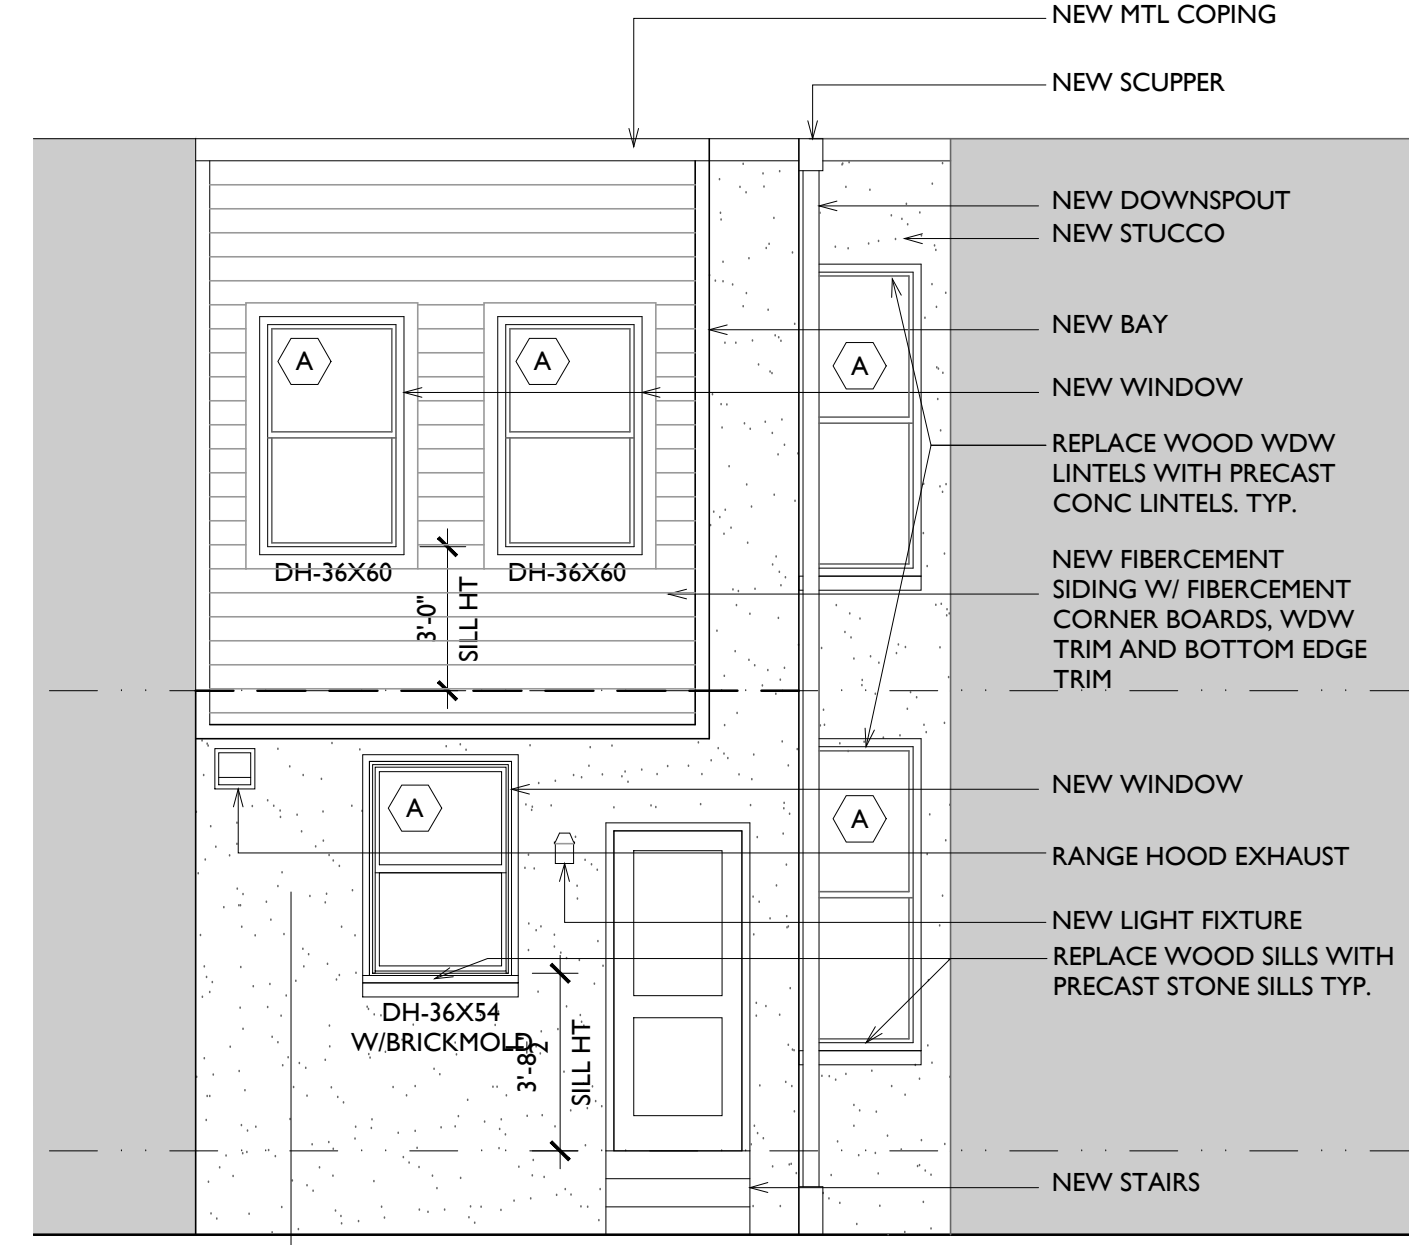 NEW MTL COPING
NEW SCUPPER
NEW DOWNSPOUT
NEW STUCCO
NEW BAY
A
A
A
NEW WINDOW
REPLACE WOOD WDW
LINTELS WITH PRECAST
CONC LINTELS. TYP.
DH-36X60
DH-36X60
3'-0"
SILL HT
NEW FIBERCEMENT
SIDING W/ FIBERCEMENT
CORNER BOARDS, WDW
TRIM AND BOTTOM EDGE
TRIM
NEW WINDOW
A
A
RANGE HOOD EXHAUST
NEW LIGHT FIXTURE
REPLACE WOOD SILLS WITH
PRECAST STONE SILLS TYP.
DH-36X54
W/BRICKMOLD
SILL HT
NEW STAIRS